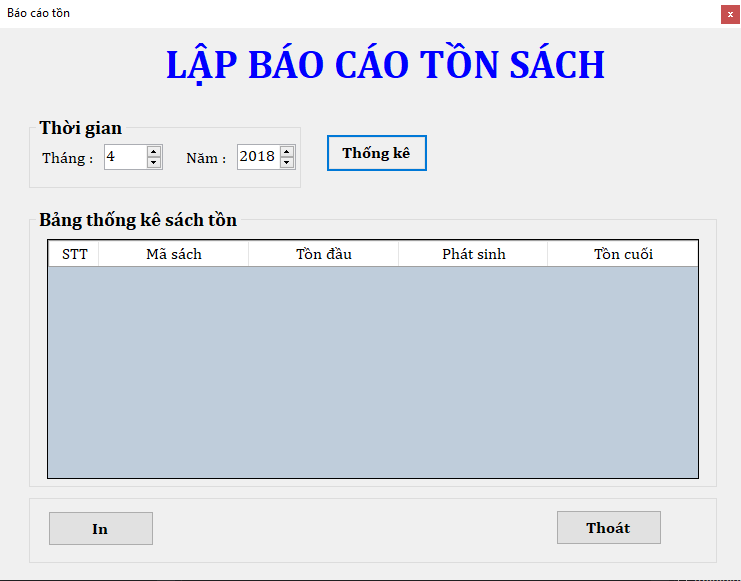 Báo cáo tồn x
LẬP BÁO CÁO TỒN SÁCH
Thời gian
Tháng : 4 Năm : 2018 Thống kê
Bảng thống kê sách tồn
STT Mã sách Tồn đầu Phát sinh Tồn cuối
In Thoát